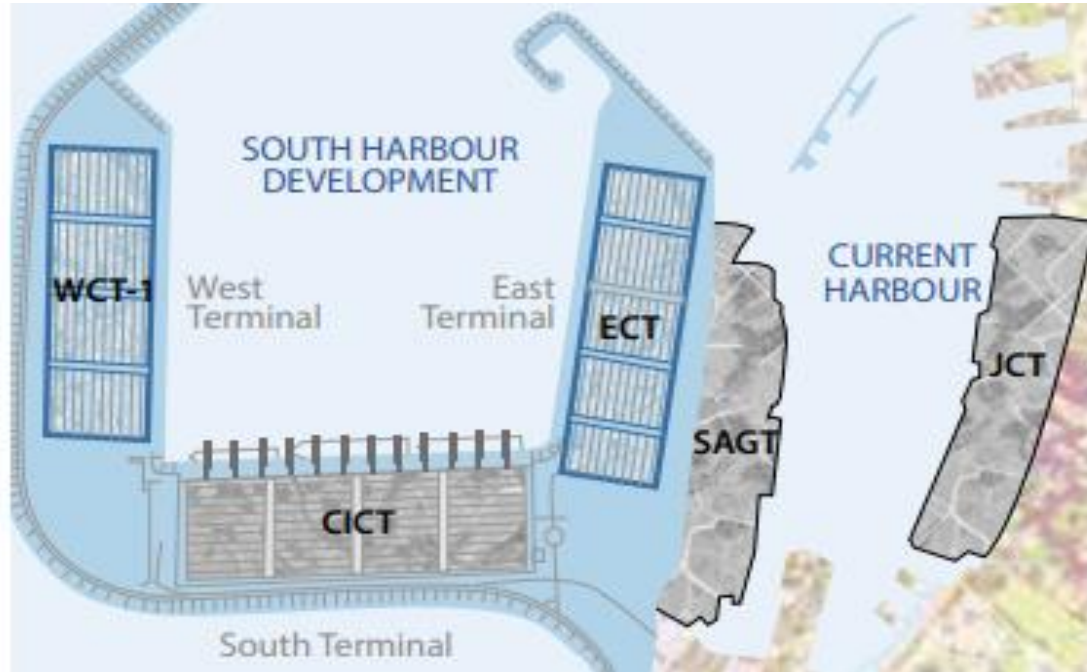 SOUTH HARBOUR
DEVELOPMENT
WCT-1
West
Terminal
East
Terminal
ECT
CURRENT
HARBOUR
JCT
SAGT
CICT
South Terminal